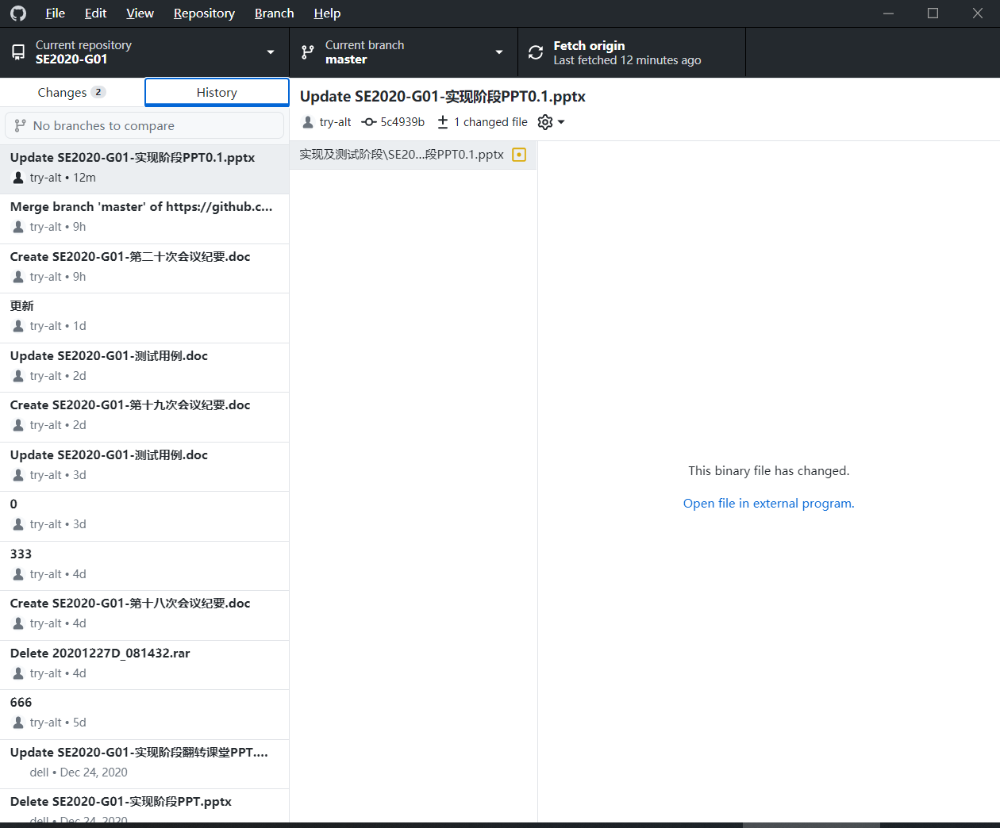 File Edit View Repository Branch Help
Current repository
SE2020-G01
Current branch
master
Fetch origin
Last fetched 12 minutes ago
Changes 2
History
No branches to compare
Update SE2020-G01-实现阶段PPT0.1.pptx
try-alt • 12m
Merge branch 'master' of https://github.c...
try-alt • 9h
Create SE2020-G01-第二十次会议纪要.doc
try-alt • 9h
更新
try-alt • 1d
Update SE2020-G01-测试用例.doc
try-alt • 2d
Create SE2020-G01-第十九次会议纪要.doc
try-alt • 2d
Update SE2020-G01-测试用例.doc
try-alt • 3d
0
try-alt • 3d
333
try-alt • 4d
Create SE2020-G01-第十八次会议纪要.doc
try-alt • 4d
Delete 20201227D_081432.rar
try-alt • 4d
666
try-alt • 5d
Update SE2020-G01-实现阶段翻转课堂PPT....
dell • Dec 24, 2020
Delete SE2020-G01-实现阶段PPT.pptx
dell • Dec 24, 2020
Update SE2020-G01-实现阶段PPT0.1.pptx
try-alt 5c4939b 1 changed file
实现及测试阶段\SE20...段PPT0.1.pptx
This binary file has changed.
Open file in external program.